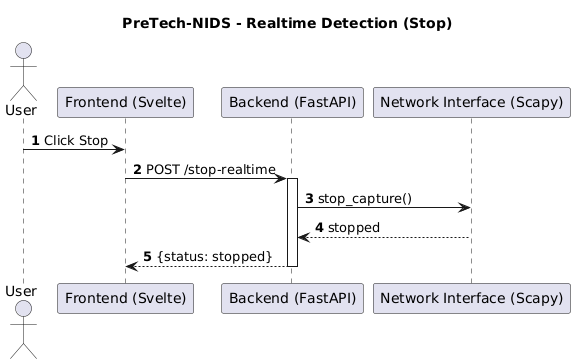 PreTech-NIDS - Realtime Detection (Stop)
User
Frontend (Svelte)
Backend (FastAPI)
Network Interface (Scapy)
1 Click Stop
2 POST /stop-realtime
3 stop_capture()
4 stopped
5 {status: stopped}
User
Frontend (Svelte)
Backend (FastAPI)
Network Interface (Scapy)